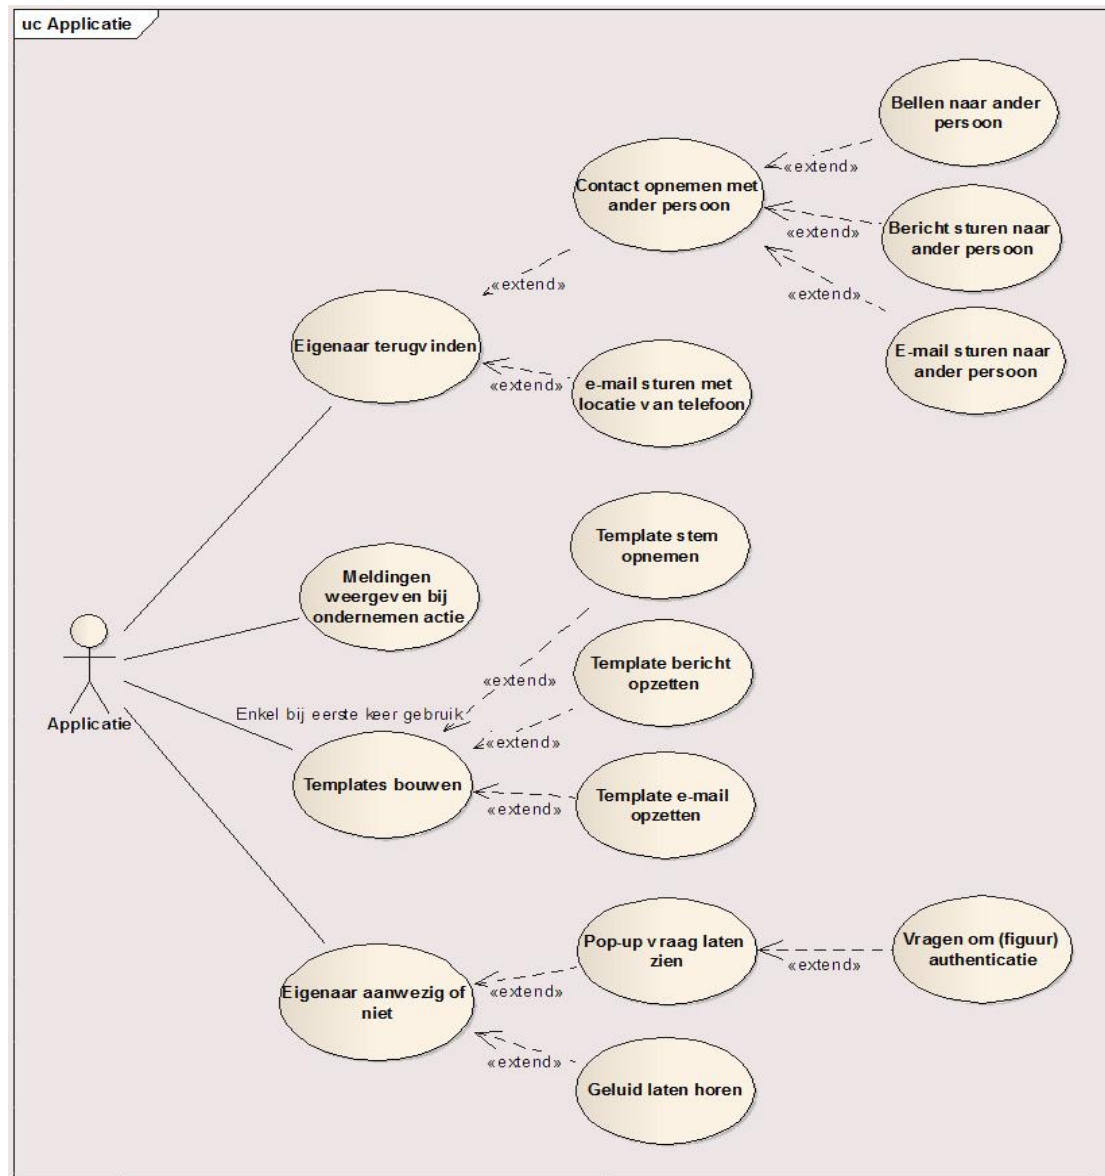 uc Applicatie
Bellen naar ander
persoon
«extend»
Contact opnemen met
ander persoon
Bericht sturen naar
ander persoon
«extend»
«extend»
E-mail sturen naar
ander persoon
«extend»
Eigenaar terugvinden
«extend»
e-mail sturen met
locatie van telefoon
Template stem
opnemen
Meldingen
weergeven bij
ondernemen actie
«extend»
Template bericht
opzetten
Applicatie
Enkel bij eerste keer gebruik
«extend»
Templates bouwen
«extend»
Template e-mail
opzetten
Pop-up vraag laten
zien
«extend»
Vragen om (figuur)
authenticatie
Eigenaar aanwezig of
niet
«extend»
«extend»
Geluid laten horen